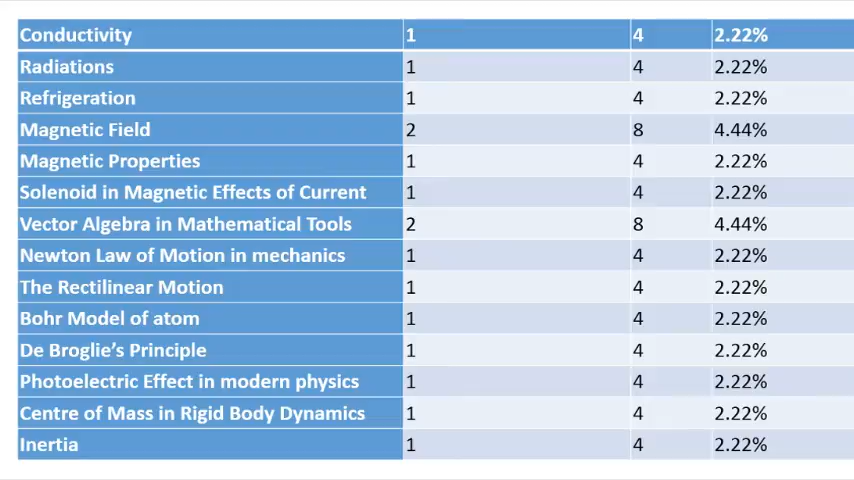 Conductivity 1 4 2.22%
Radiations 1 4 2.22%
Refrigeration 1 4 2.22%
Magnetic Field 2 8 4.44%
Magnetic Properties 1 4 2.22%
Solenoid in Magnetic Effects of Current 1 4 2.22%
Vector Algebra in Mathematical Tools 2 8 4.44%
Newton Law of Motion in mechanics 1 4 2.22%
The Rectilinear Motion 1 4 2.22%
Bohr Model of atom 1 4 2.22%
De Broglie’s Principle 1 4 2.22%
Photoelectric Effect in modern physics 1 4 2.22%
Centre of Mass in Rigid Body Dynamics 1 4 2.22%
Inertia 1 4 2.22%